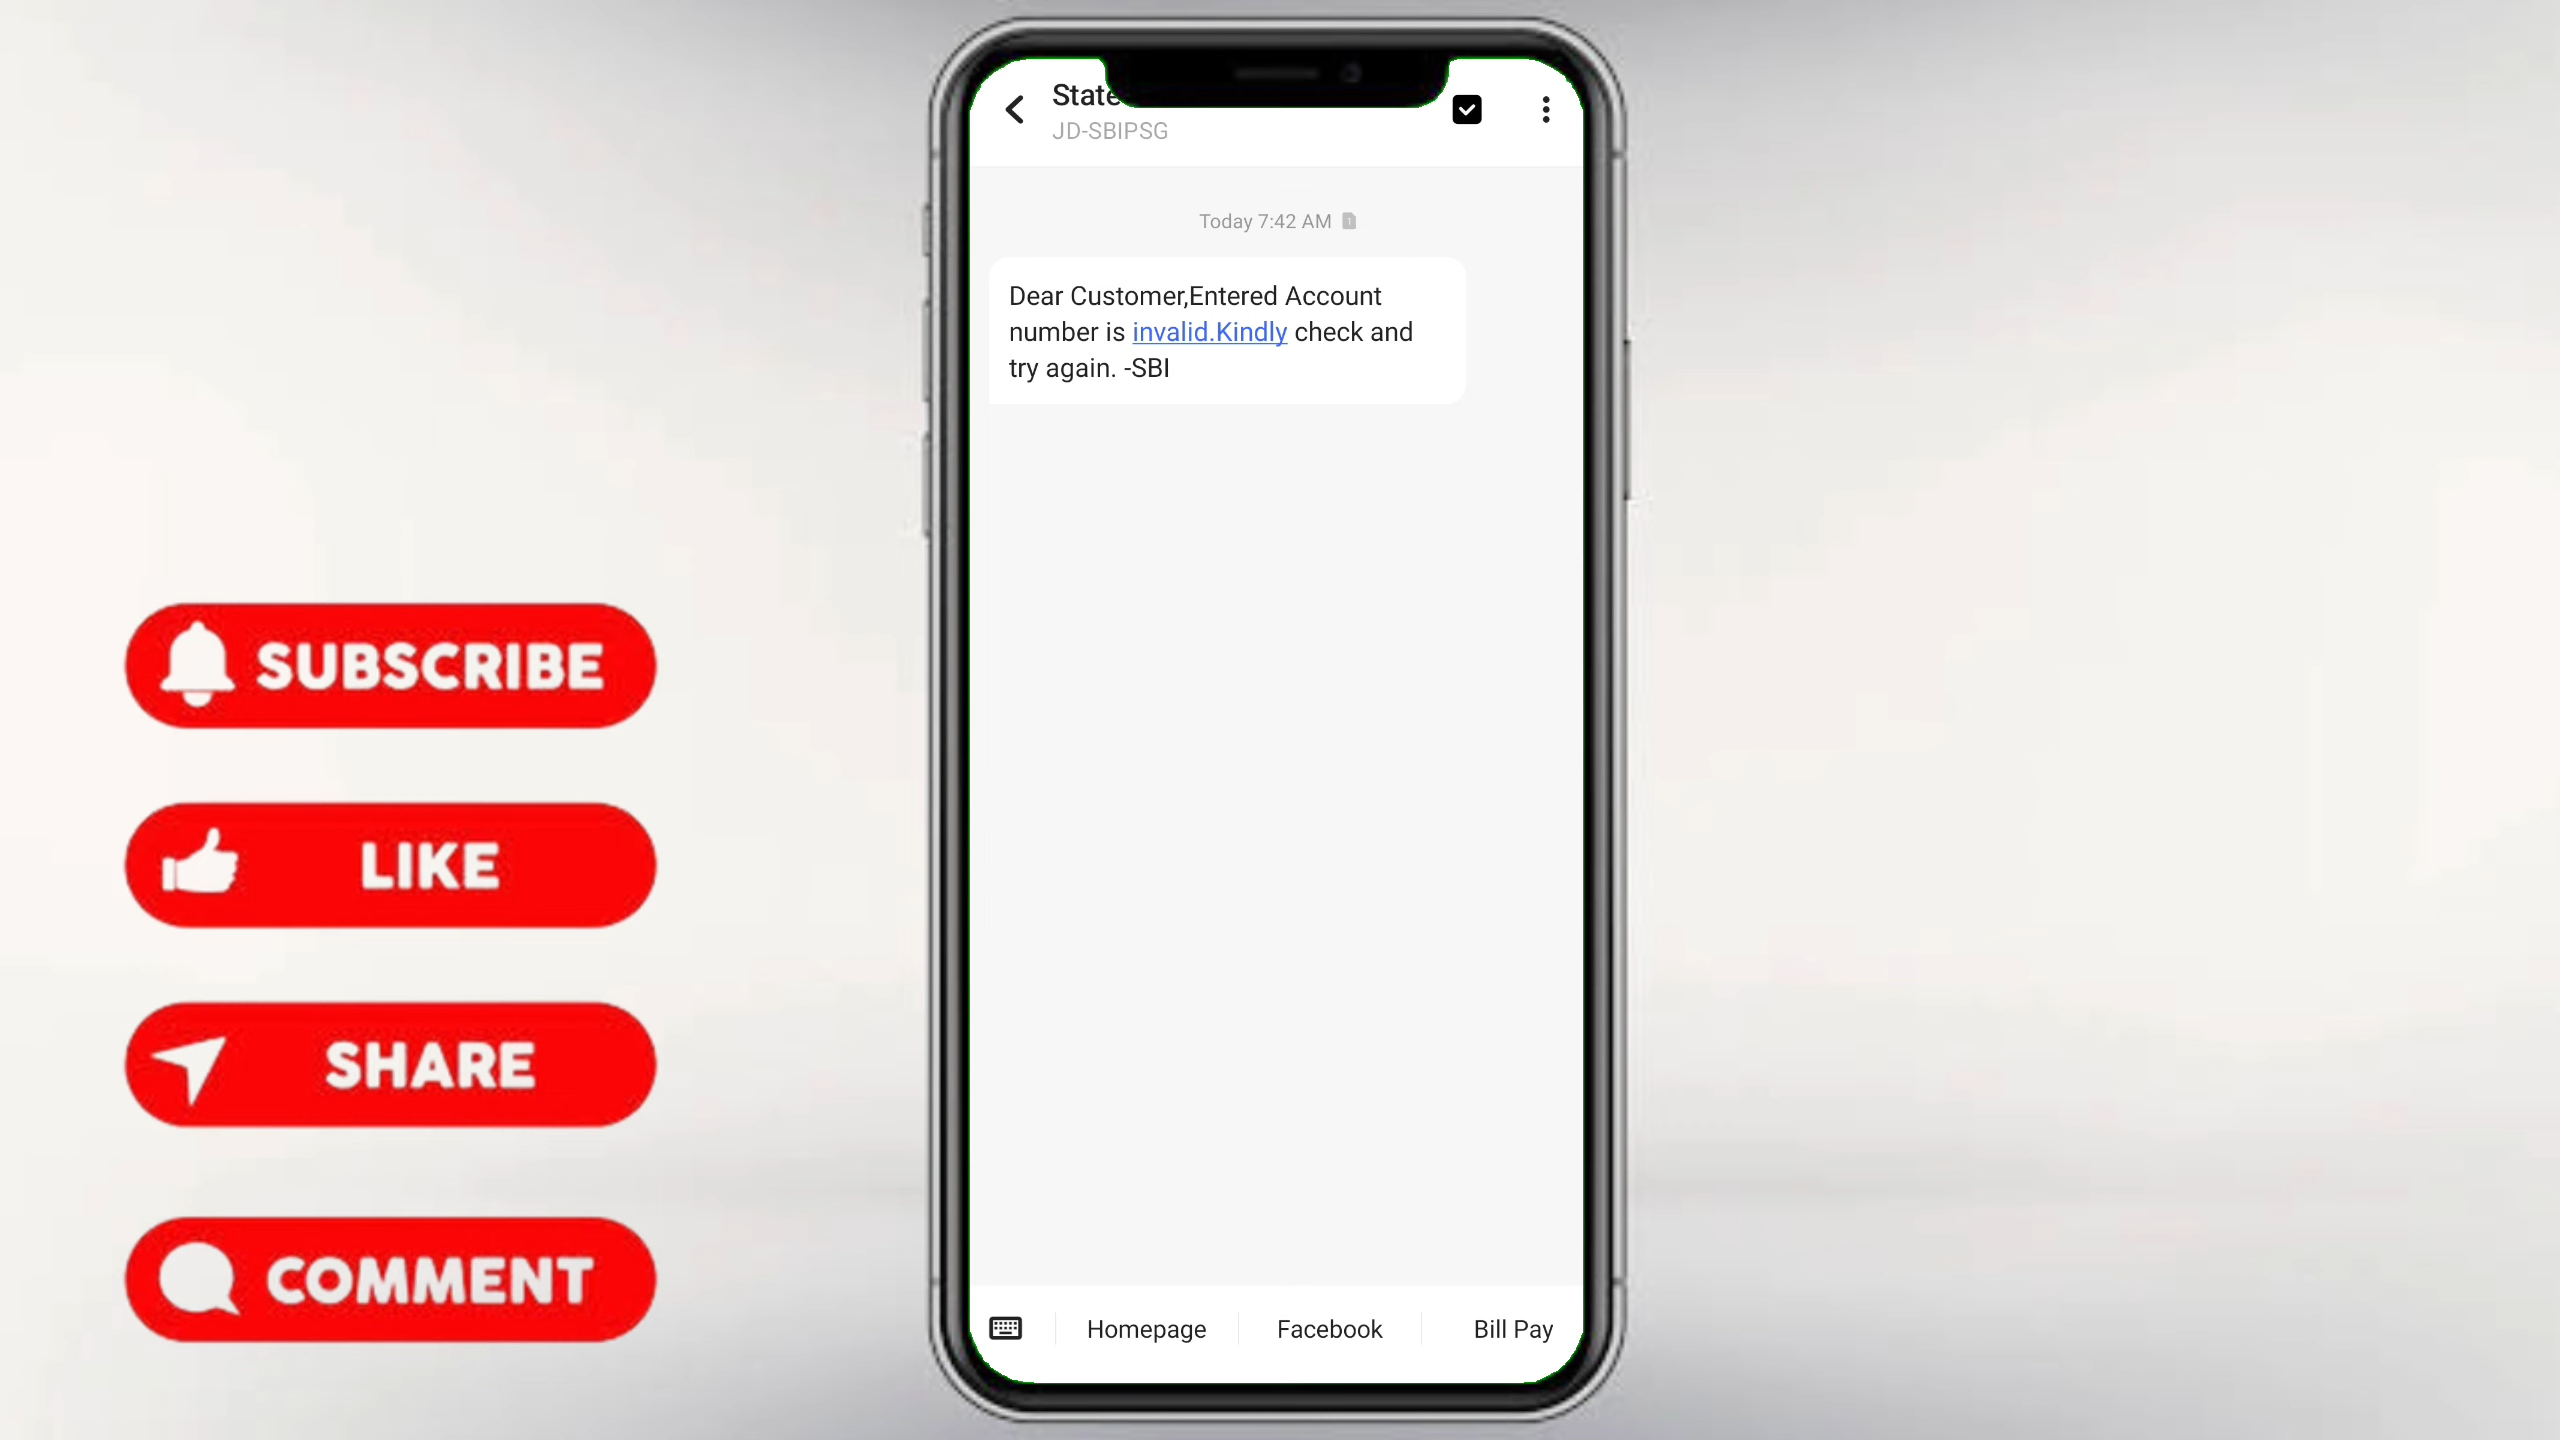 State
JD-SBIPSG
Today 7:42 AM
Dear Customer,Entered Account
number is invalid.Kindly check and
try again. -SBI
SUBSCRIBE
LIKE
SHARE
COMMENT
Homepage
Facebook
Bill Pay